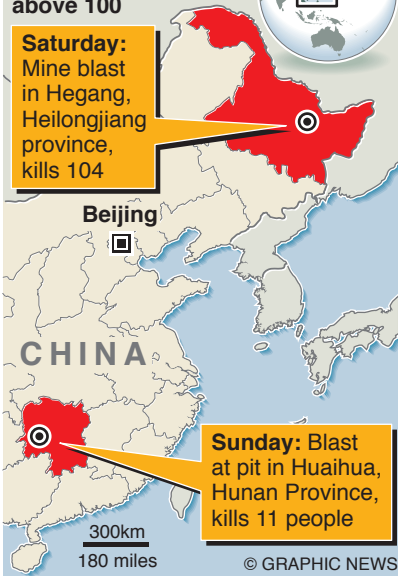 above 100
Saturday:
Mine blast
in Hegang,
Heilongjiang
province,
kills 104
Beijing
CHINA
Sunday: Blast
at pit in Huaihua,
Hunan Province,
kills 11 people
300km
180 miles
© GRAPHIC NEWS